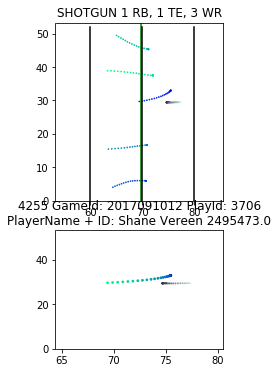 SHOTGUN 1 RB, 1 TE, 3 WR
50
40
30
20
10
0
60 70 80
4255 GameId: 2017091012 PlayId: 3706
PlayerName + ID: Shane Vereen 2495473.0
40
20
0
65 70 75 80